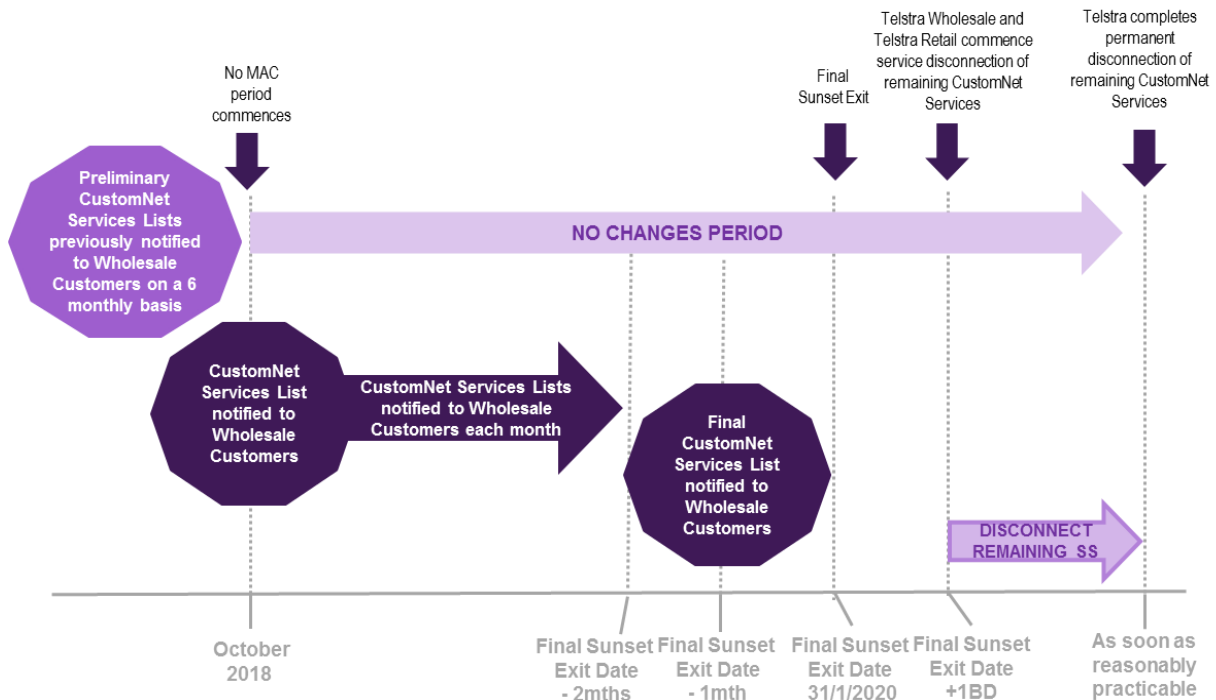 No MAC
period
commences
Final
Sunset Exit
Telstra Wholesale and
Telstra Retail commence
service disconnection of
remaining CustomNet
Services
Telstra completes
permanent
disconnection of
remaining CustomNet
Services
Preliminary
CustomNet
Services Lists
previously notified
to Wholesale
Customers on a 6
monthly basis
NO CHANGES PERIOD
CustomNet
Services List
notified to
Wholesale
Customers
CustomNet Services Lists
notified to Wholesale
Customers each month
Final
CustomNet
Services List
notified to
Wholesale
Customers
DISCONNECT
REMAINING SS
October
2018
Final Sunset
Exit Date
- 2mths
Final Sunset
Exit Date
- 1mth
Final Sunset
Exit Date
31/1/2020
Final Sunset
Exit Date
+1BD
As soon as
reasonably
practicable